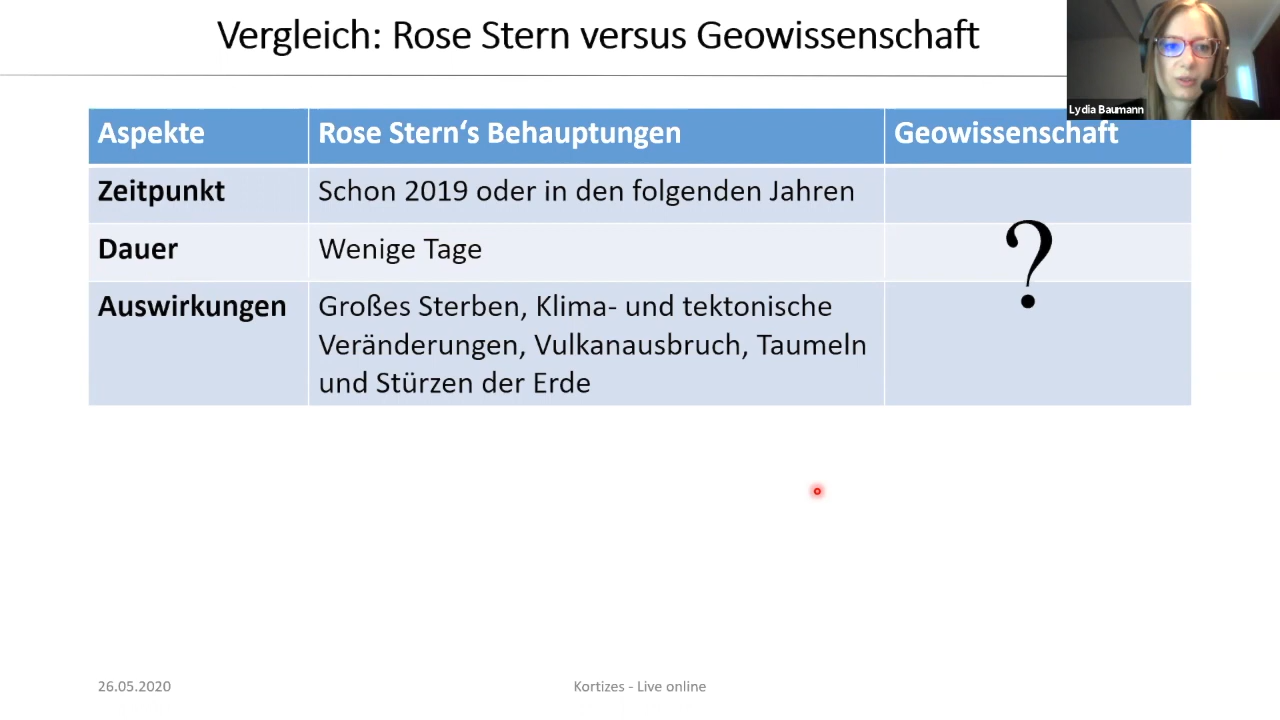 Vergleich: Rose Stern versus Geowissenschaft
Lydia Baumann
Aspekte
Rose Stern‘s Behauptungen
Geowissenschaft
Zeitpunkt
Schon 2019 oder in den folgenden Jahren
Dauer
Wenige Tage
?
Auswirkungen
Großes Sterben, Klima- und tektonische
Veränderungen, Vulkanausbruch, Taumeln
und Stürzen der Erde
26.05.2020
Kortizes - Live online